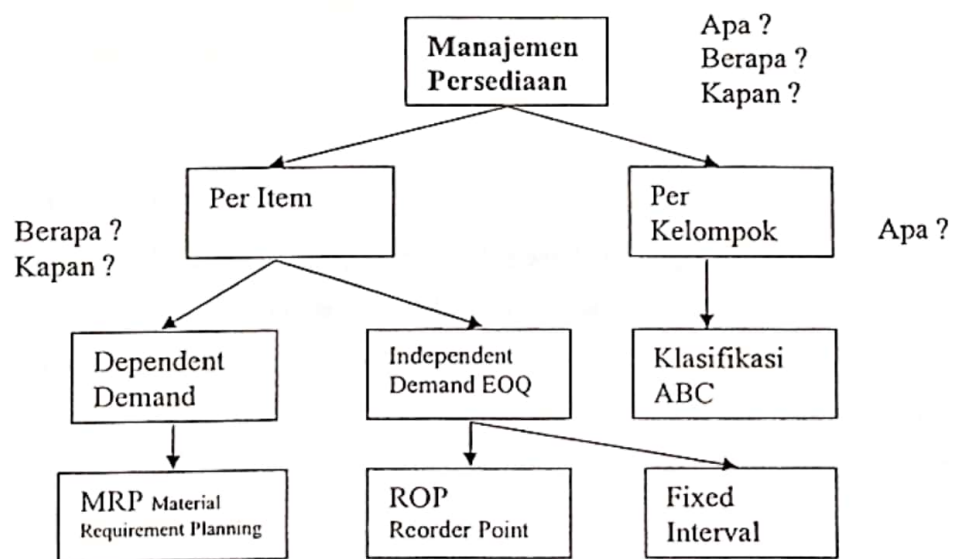 Manajemen
Persediaan
Apa ?
Berapa ?
Kapan ?
Per Item
Berapa ?
Kapan ?
Per
Kelompok
Apa ?
Dependent
Demand
Independent
Demand EOQ
Klasifikasi
ABC
MRP Material
Requirement Planning
ROP
Reorder Point
Fixed
Interval